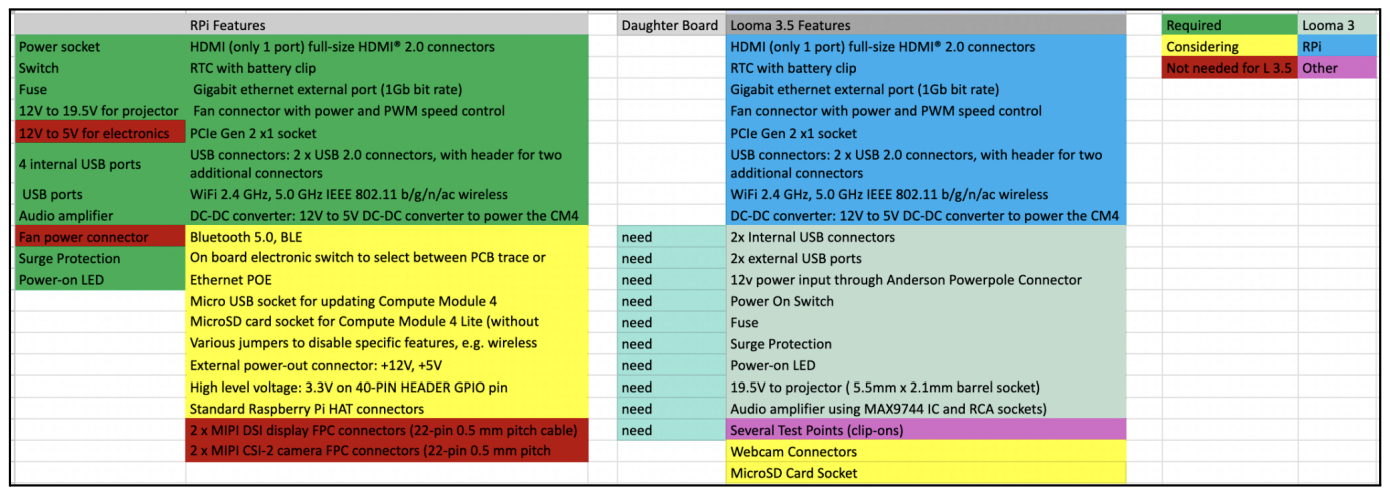 RPi Features Daughter Board Looma 3.5 Features Required Looma 3
Power socket HDMI (only 1 port) full-size HDMI® 2.0 connectors HDMI (only 1 port) full-size HDMI® 2.0 connectors Considering RPi
Switch RTC with battery clip RTC with battery clip Not needed for L 3.5 Other
Fuse Gigabit ethernet external port (1Gb bit rate) Gigabit ethernet external port (1Gb bit rate)
12V to 19.5V for projector Fan connector with power and PWM speed control Fan connector with power and PWM speed control
12V to 5V for electronics PCIe Gen 2 x1 socket PCIe Gen 2 x1 socket
4 internal USB ports USB connectors: 2 x USB 2.0 connectors, with header for two USB connectors: 2 x USB 2.0 connectors, with header for two
additional connectors additional connectors
USB ports WiFi 2.4 GHz, 5.0 GHz IEEE 802.11 b/g/n/ac wireless WiFi 2.4 GHz, 5.0 GHz IEEE 802.11 b/g/n/ac wireless
Audio amplifier DC-DC converter: 12V to 5V DC-DC converter to power the CM4 DC-DC converter: 12V to 5V DC-DC converter to power the CM4
Fan power connector Bluetooth 5.0, BLE need 2x Internal USB connectors
Surge Protection On board electronic switch to select between PCB trace or need 2x external USB ports
Power-on LED Ethernet POE need 12v power input through Anderson Powerpole Connector
Micro USB socket for updating Compute Module 4 need Power On Switch
MicroSD card socket for Compute Module 4 Lite (without need Fuse
Various jumpers to disable specific features, e.g. wireless need Surge Protection
External power-out connector: +12V, +5V need Power-on LED
High level voltage: 3.3V on 40-PIN HEADER GPIO pin need 19.5V to projector ( 5.5mm x 2.1mm barrel socket)
Standard Raspberry Pi HAT connectors need Audio amplifier using MAX9744 IC and RCA sockets)
2 x MIPI DSI display FPC connectors (22-pin 0.5 mm pitch cable) need Several Test Points (clip-ons)
2 x MIPI CSI-2 camera FPC connectors (22-pin 0.5 mm pitch Webcam Connectors
MicroSD Card Socket